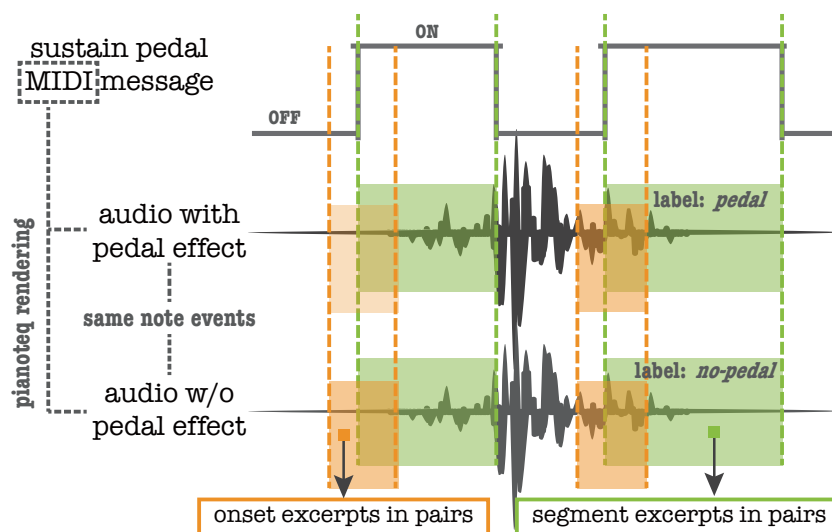 sustain pedal
MIDI message
ON
OFF
audio with
pedal effect
label: pedal
pianoteq rendering
same note events
audio w/o
pedal effect
label: no-pedal
onset excerpts in pairs
segment excerpts in pairs